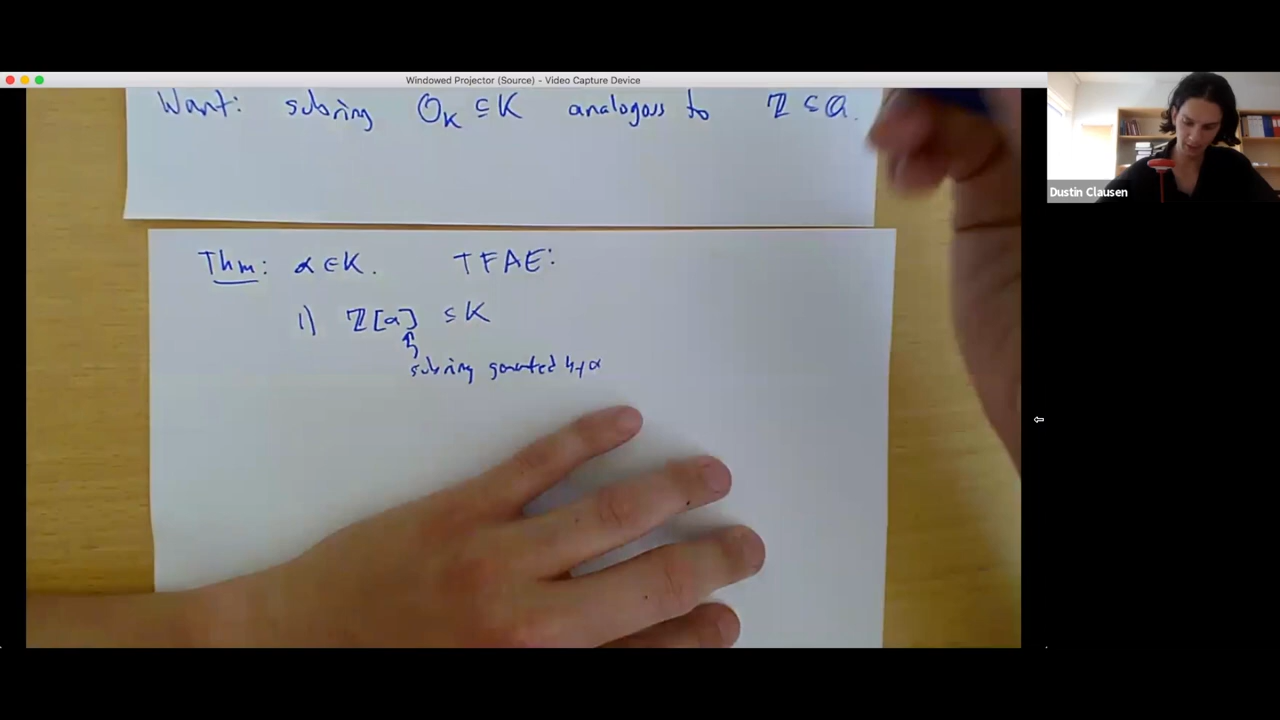 Windowed Projector (Source) - Video Capture Device
Want: subring 𝒪_K ⊆ K analogous to ℤ ⊆ ℚ.
Dustin Clausen
Thm: α ∈ K. TFAE:
1) ℤ[α] ⊆ K
subring generated by α